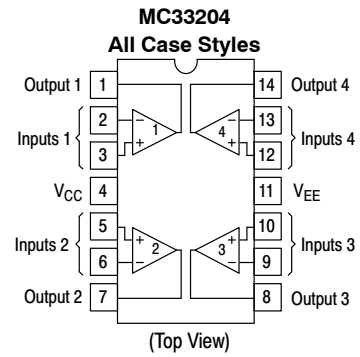 MC33204
All Case Styles
Output 1 1 14 Output 4
2 − 1 − 13
Inputs 1 Inputs 4
3 + 4 + 12
VCC 4 11 VEE
5 + + 10
Inputs 2 2 3 Inputs 3
6 − − 9
Output 2 7 8 Output 3
(Top View)